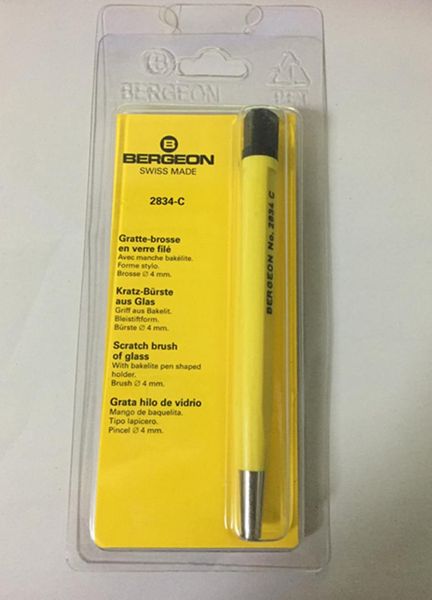 BERGEON
B
BERGEON
SWISS MADE
2834-C
Gratte-brosse
en verre filé
Avec manche bakélite.
Forme stylo.
Brosse Ø 4 mm.
Kratz-Bürste
aus Glas
Griff aus Bakelit.
Bleistiftform.
Bürste Ø 4 mm.
Scratch brush
of glass
With bakelite pen shaped
holder.
Brush Ø 4 mm.
Grata hilo de vidrio
Mango de baquelita.
Tipo lapicero.
Pincel Ø 4 mm.
BERGEON No. 2834 C